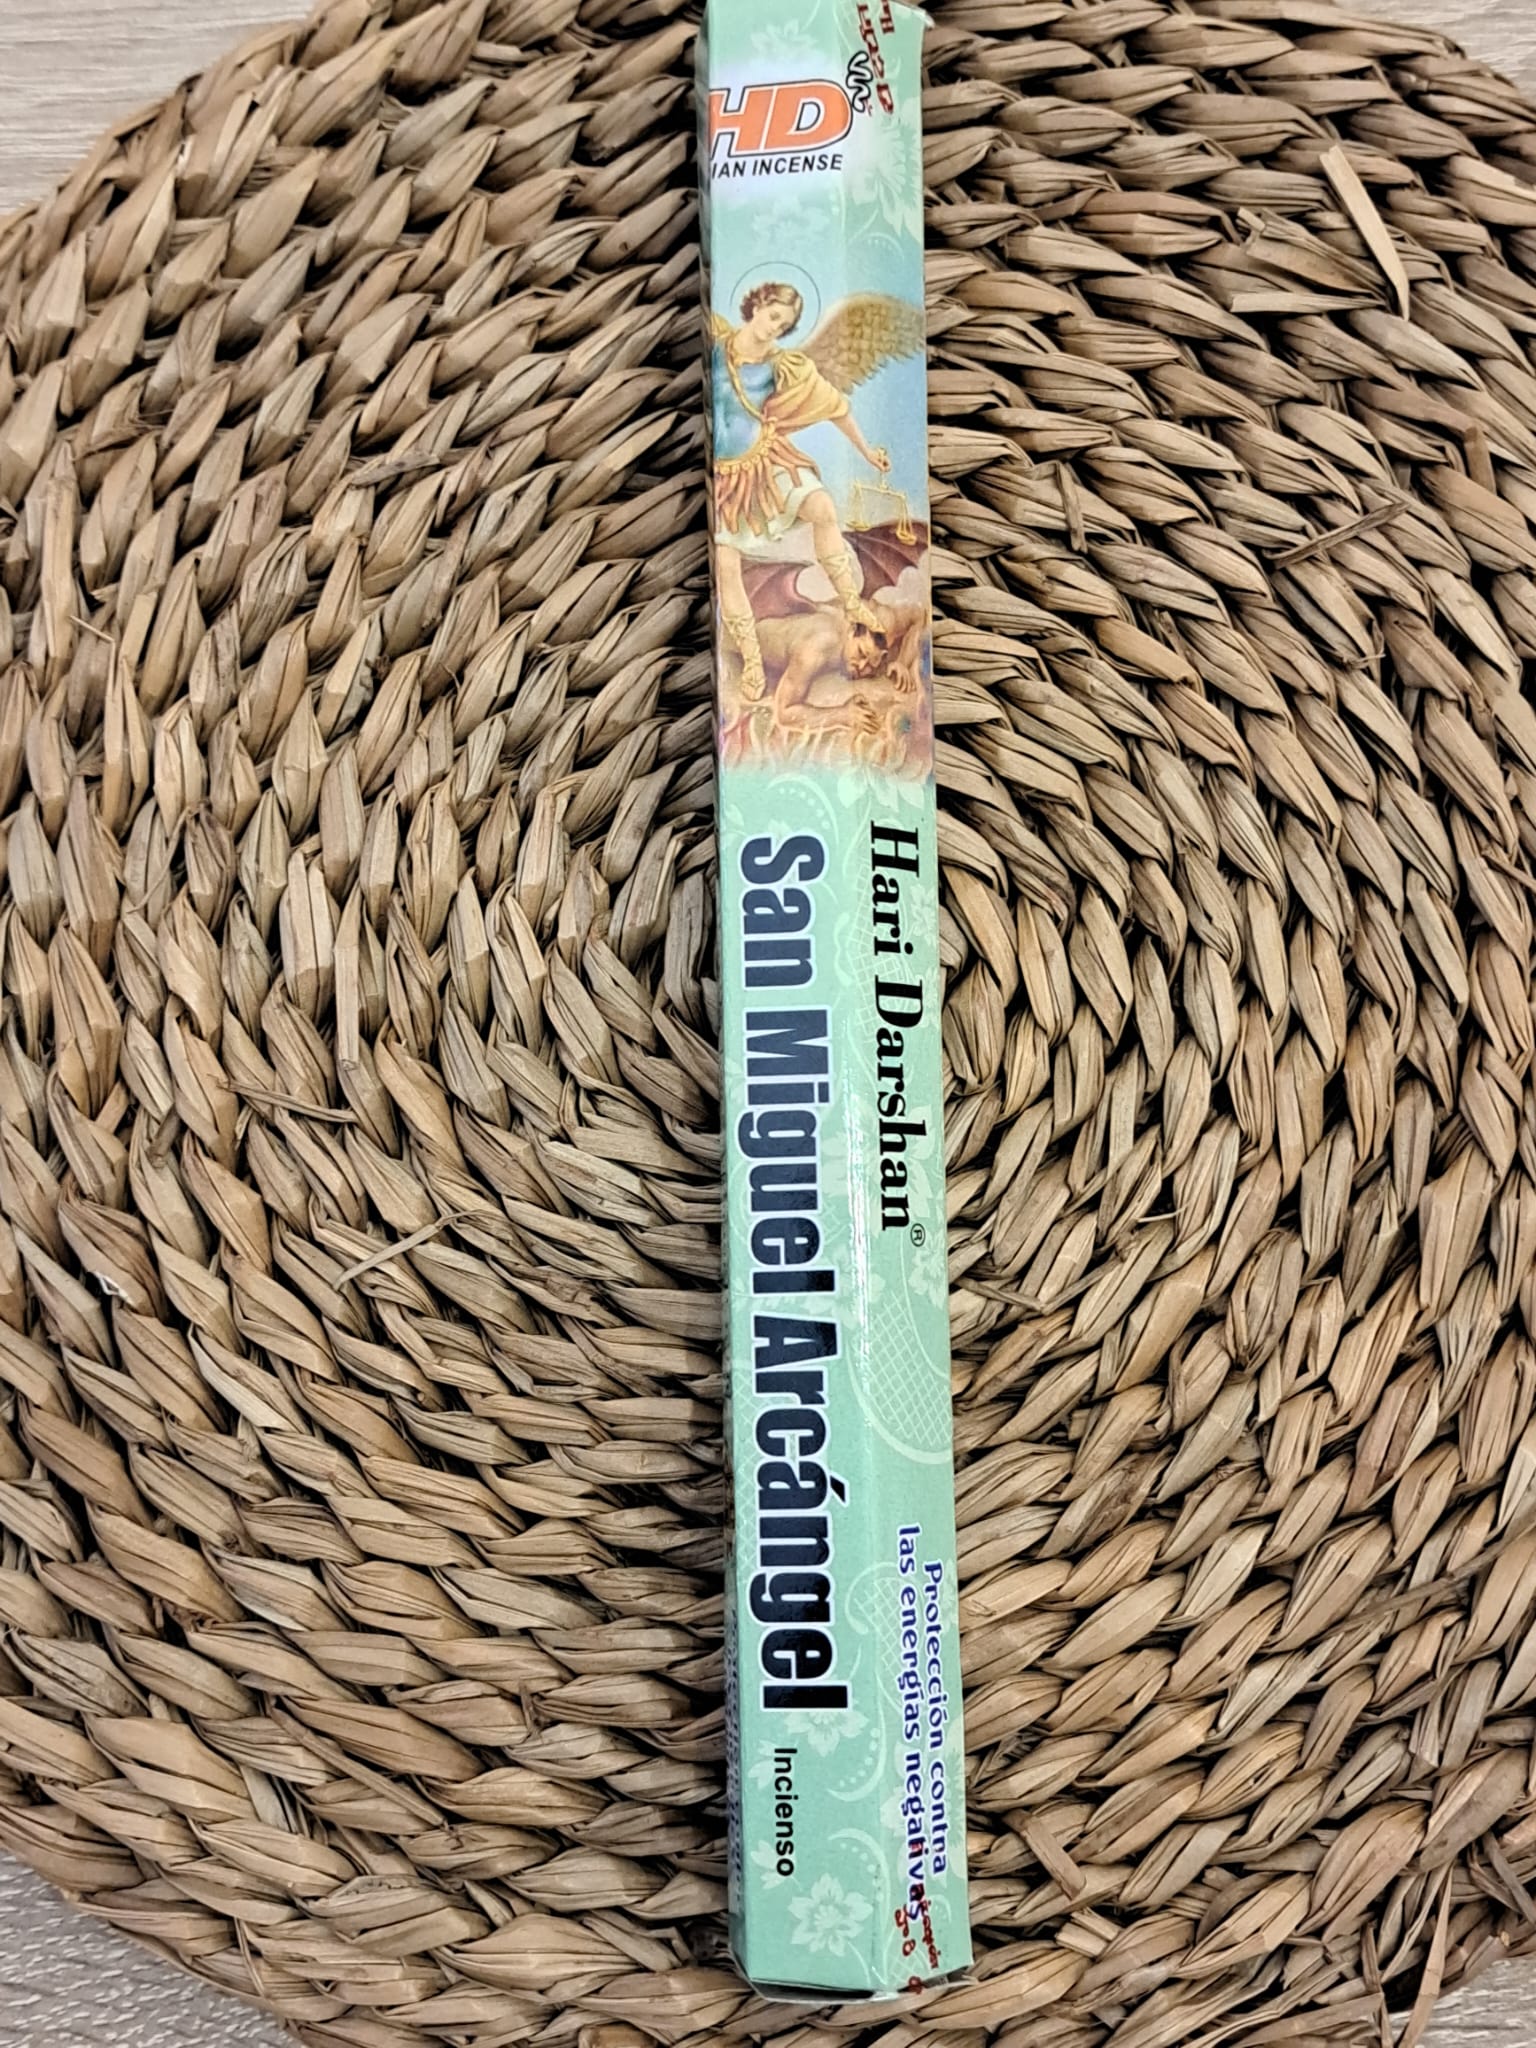 HD
IAN INCENSE
Hari Darshan®
San Miguel Arcángel
Incienso
Protección contra
las energías negativas